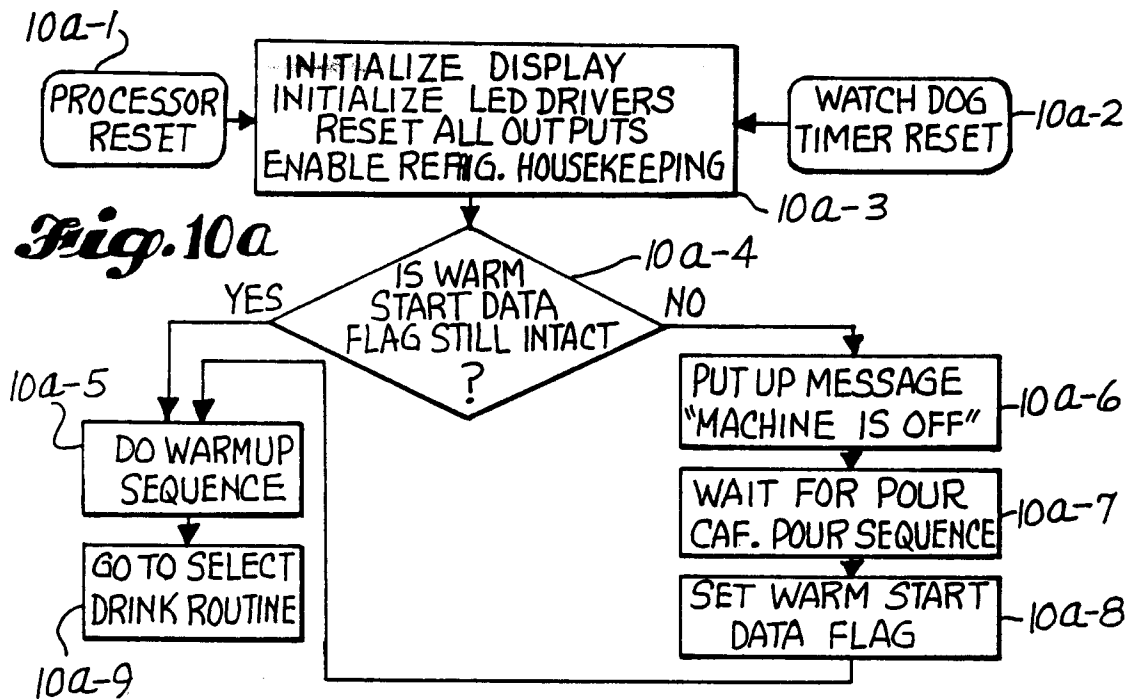 10a-1
PROCESSOR
RESET
INITIALIZE DISPLAY
INITIALIZE LED DRIVERS
RESET ALL OUTPUTS
ENABLE REFRIG. HOUSEKEEPING
WATCH DOG
TIMER RESET
10a-2
10a-3
Fig. 10a
10a-4
IS WARM
START DATA
FLAG STILL INTACT
?
YES
NO
10a-5
DO WARMUP
SEQUENCE
GO TO SELECT
DRINK ROUTINE
10a-9
PUT UP MESSAGE
"MACHINE IS OFF"
10a-6
WAIT FOR POUR
CAF. POUR SEQUENCE
10a-7
SET WARM START
DATA FLAG
10a-8